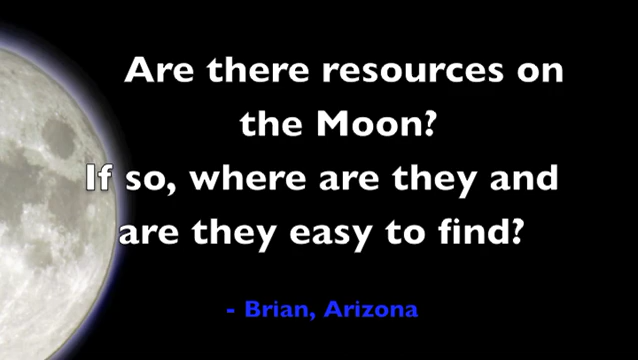 Are there resources on
the Moon?
If so, where are they and
are they easy to find?
- Brian, Arizona